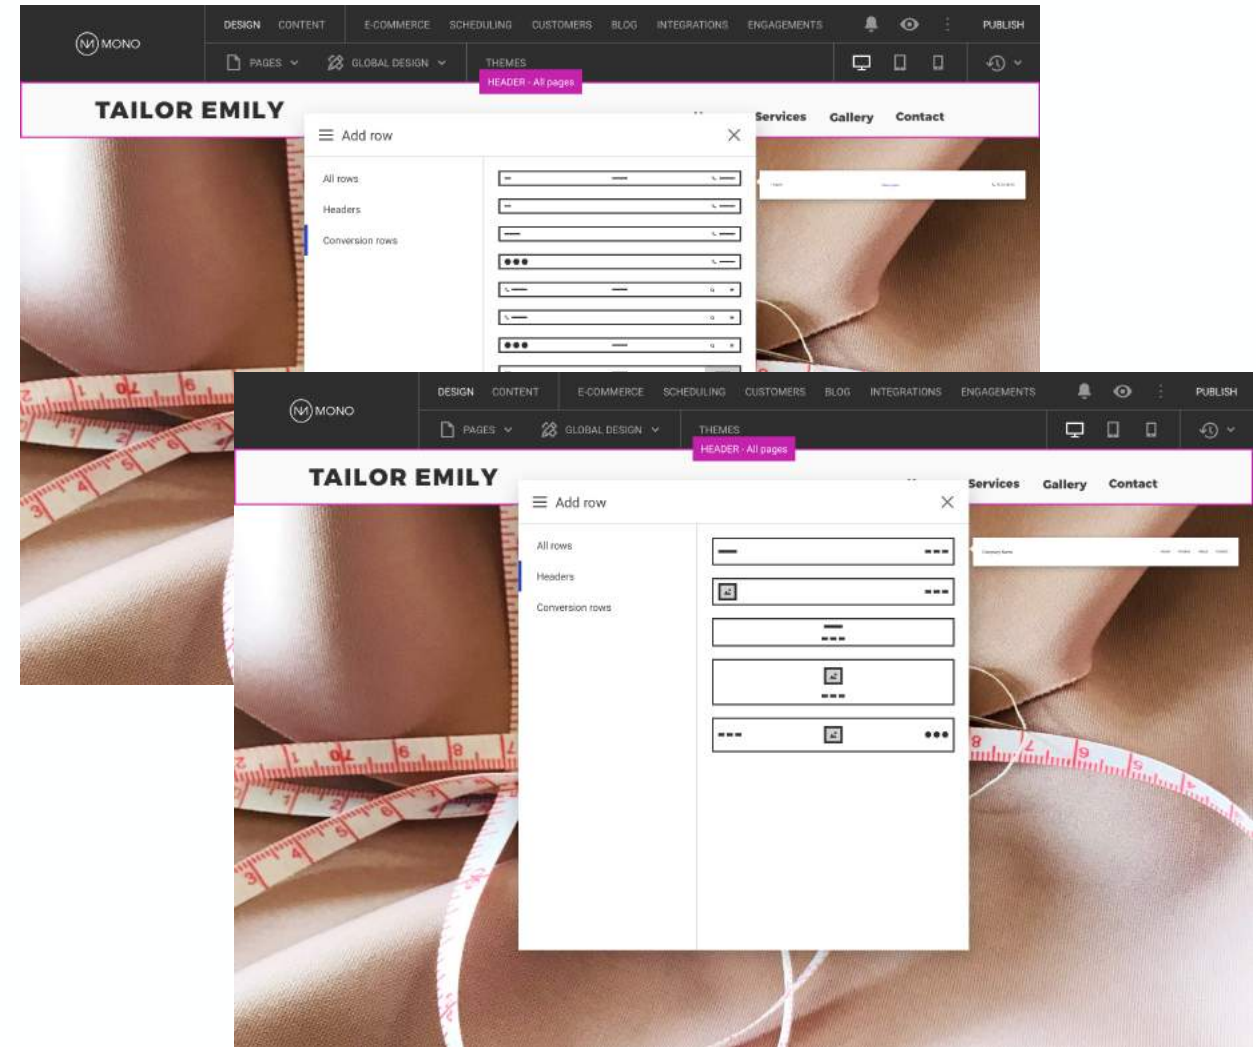 DESIGN CONTENT E-COMMERCE SCHEDULING CUSTOMERS BLOG INTEGRATIONS ENGAGEMENTS PUBLISH
MONO
PAGES GLOBAL DESIGN THEMES
HEADER - All pages
TAILOR EMILY
Services Gallery Contact
Add row
All rows
Headers
Conversion rows
DESIGN CONTENT E-COMMERCE SCHEDULING CUSTOMERS BLOG INTEGRATIONS ENGAGEMENTS PUBLISH
MONO
PAGES GLOBAL DESIGN THEMES
HEADER - All pages
TAILOR EMILY
Services Gallery Contact
Add row
All rows
Headers
Conversion rows
Company Name